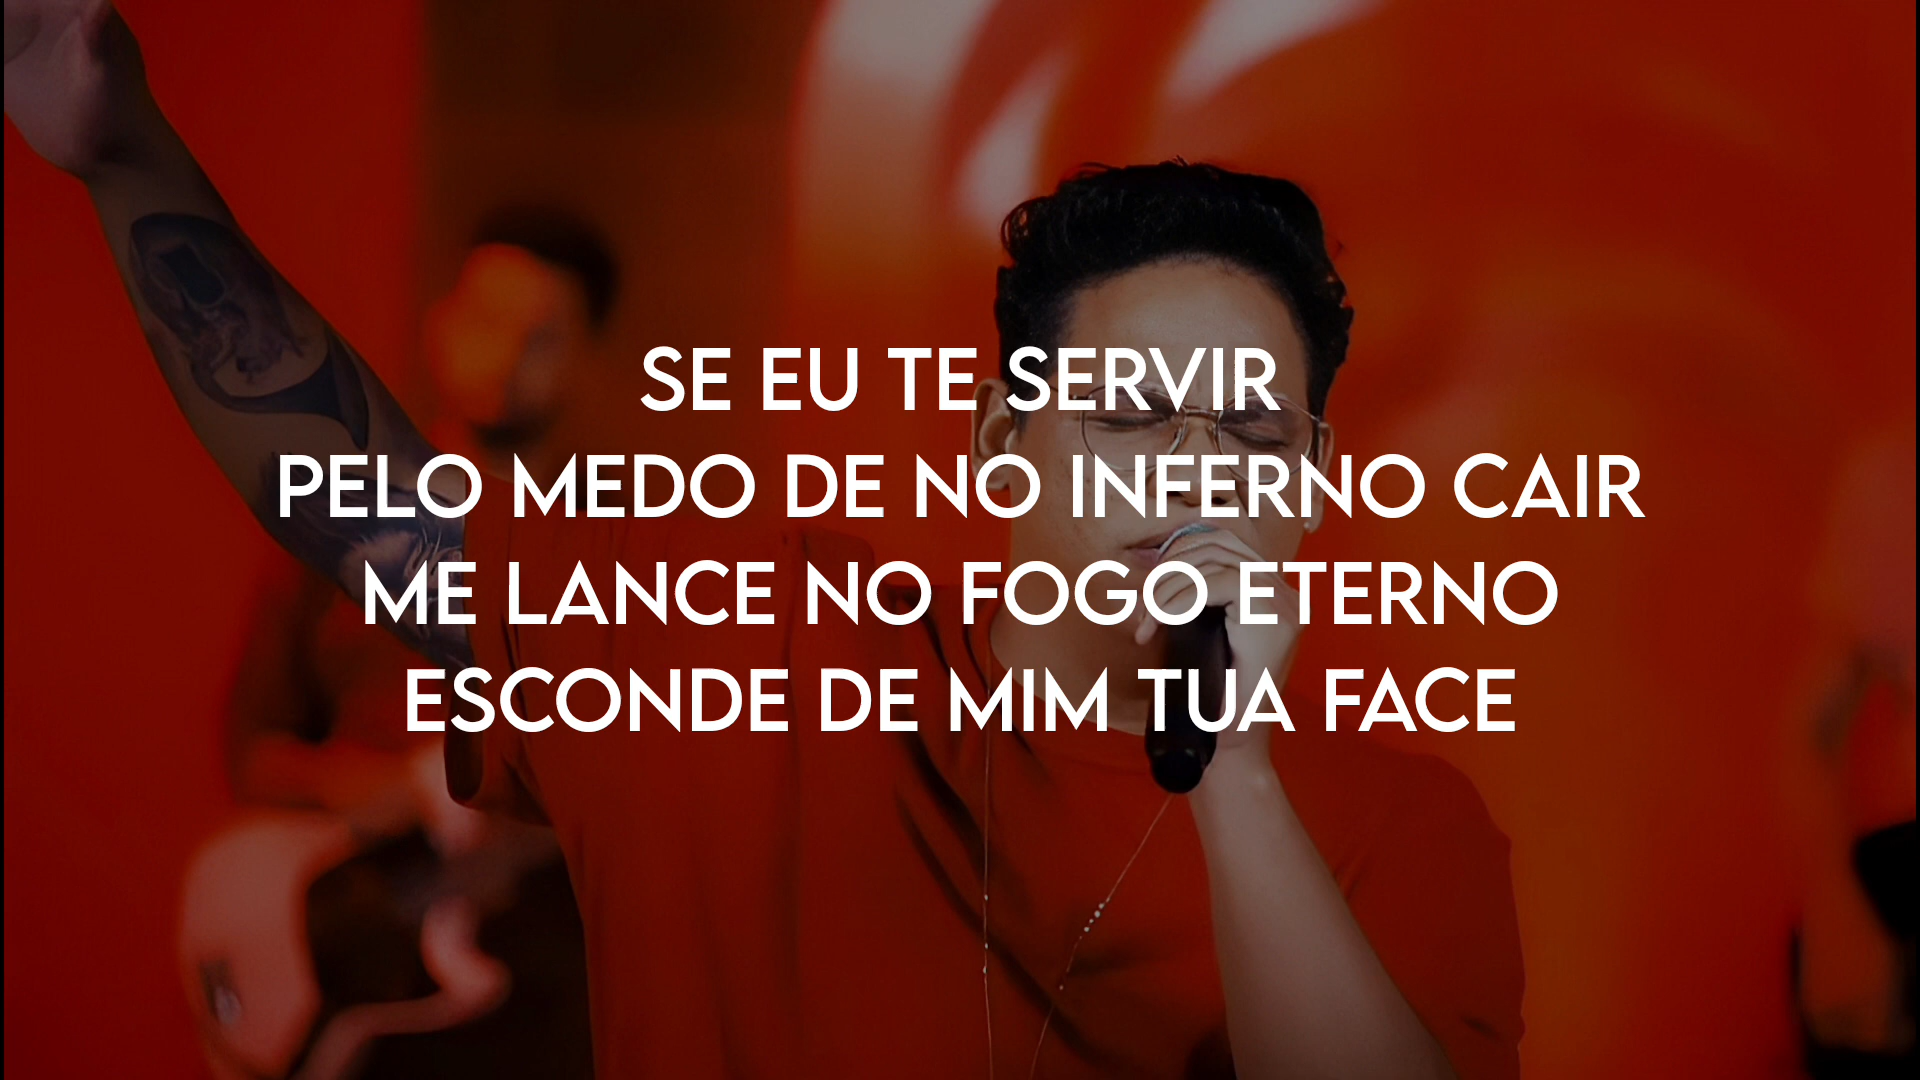 SE EU TE SERVIR
PELO MEDO DE NO INFERNO CAIR
ME LANCE NO FOGO ETERNO
ESCONDE DE MIM TUA FACE